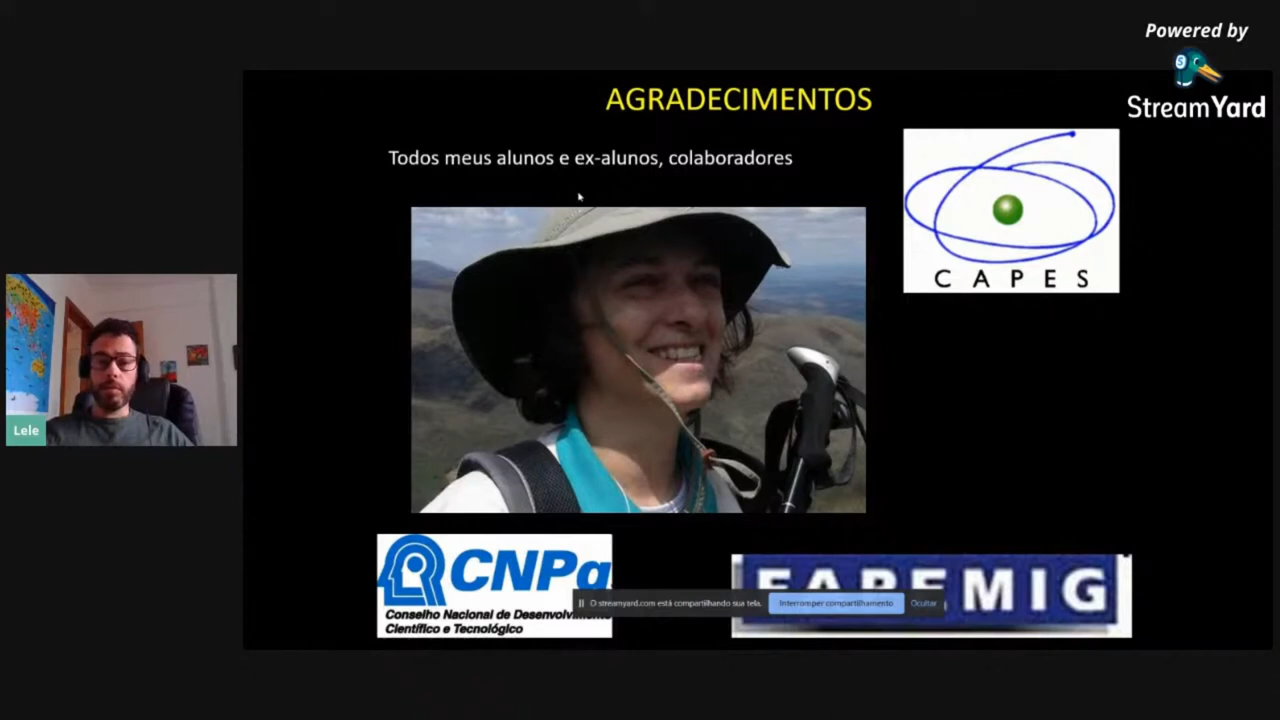 Powered by
StreamYard
AGRADECIMENTOS
Todos meus alunos e ex-alunos, colaboradores
CAPES
Lele
CNPq
Conselho Nacional de Desenvolvimento
Científico e Tecnológico
FAPEMIG
O streamyard.com está compartilhando sua tela.
Interromper compartilhamento
Ocultar